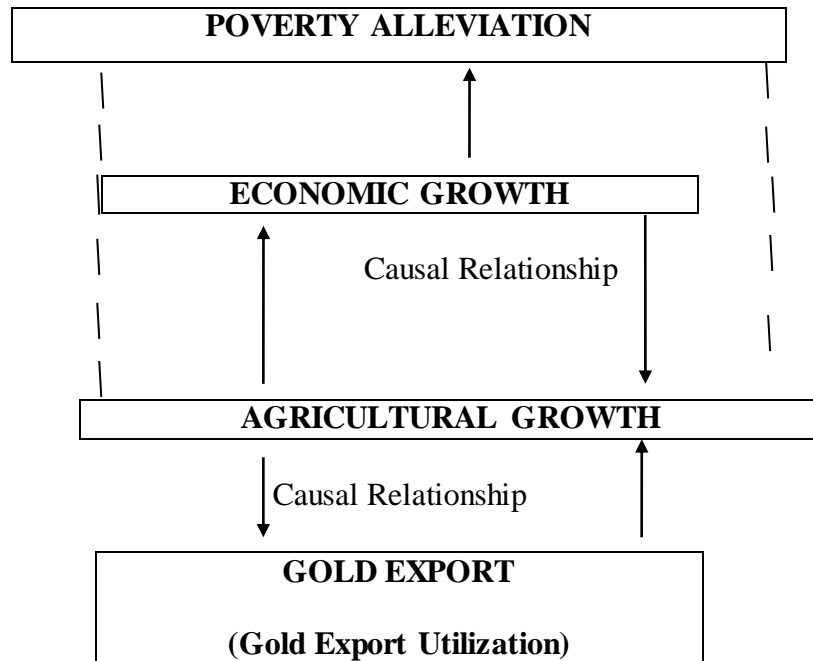 POVERTY ALLEVIATION
ECONOMIC GROWTH
Causal Relationship
AGRICULTURAL GROWTH
Causal Relationship
GOLD EXPORT
(Gold Export Utilization)